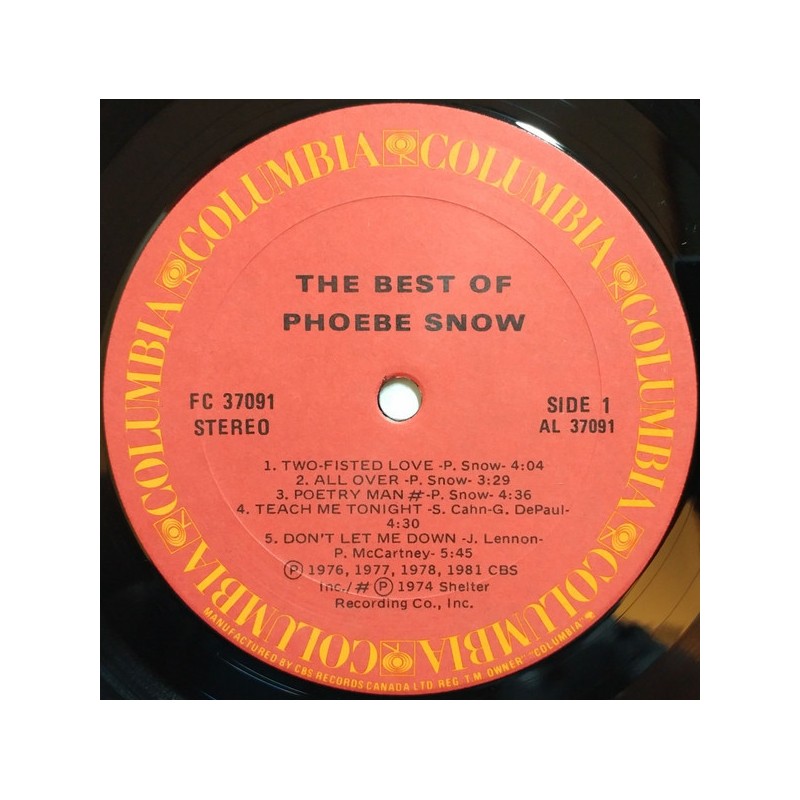 COLUMBIA COLUMBIA COLUMBIA COLUMBIA COLUMBIA COLUMBIA COLUMBIA COLUMBIA
THE BEST OF
PHOEBE SNOW
FC 37091
STEREO
SIDE 1
AL 37091
1. TWO-FISTED LOVE -P. Snow- 4:04
2. ALL OVER -P. Snow- 3:29
3. POETRY MAN # -P. Snow- 4:36
4. TEACH ME TONIGHT -S. Cahn-G. DePaul-
4:30
5. DON'T LET ME DOWN -J. Lennon-
P. McCartney- 5:45
Ⓟ 1976, 1977, 1978, 1981 CBS
Inc./# Ⓟ 1974 Shelter
Recording Co., Inc.
MANUFACTURED BY CBS RECORDS CANADA LTD. REG. T.M. OWNER "COLUMBIA"